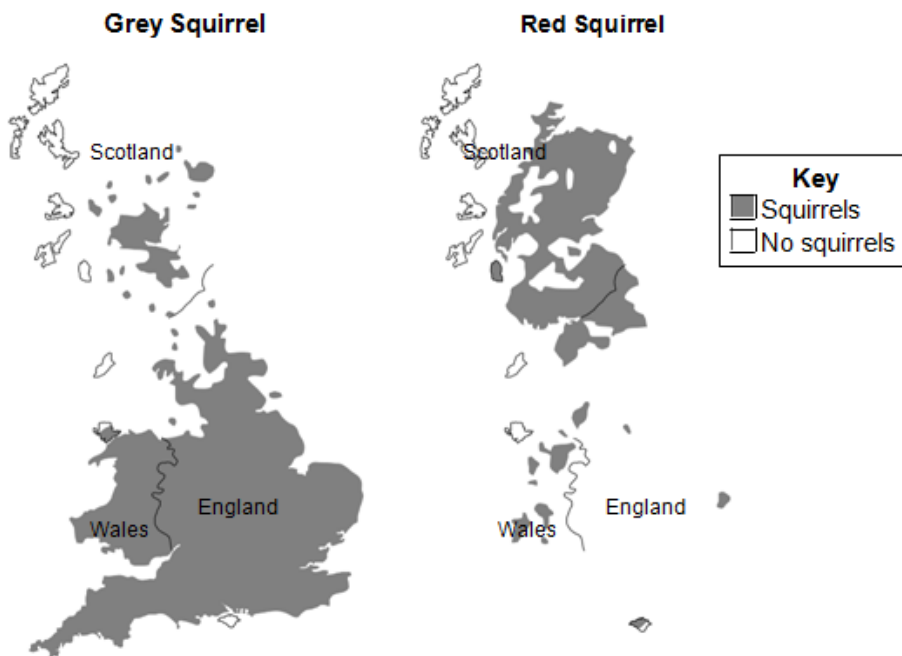 Grey Squirrel
Red Squirrel
Scotland
Scotland
Key
Squirrels
No squirrels
England
Wales
England
Wales